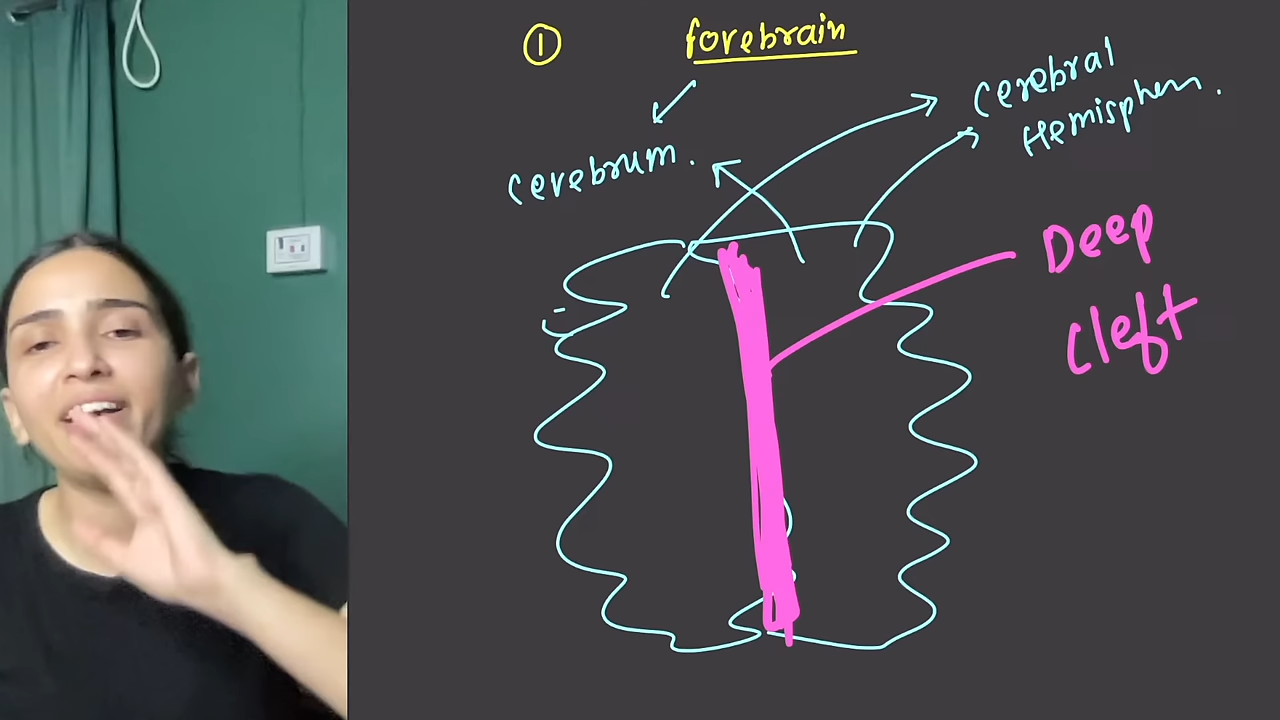 ① forebrain
cerebrum.
Cerebral
Hemisphere.
Deep
Cleft